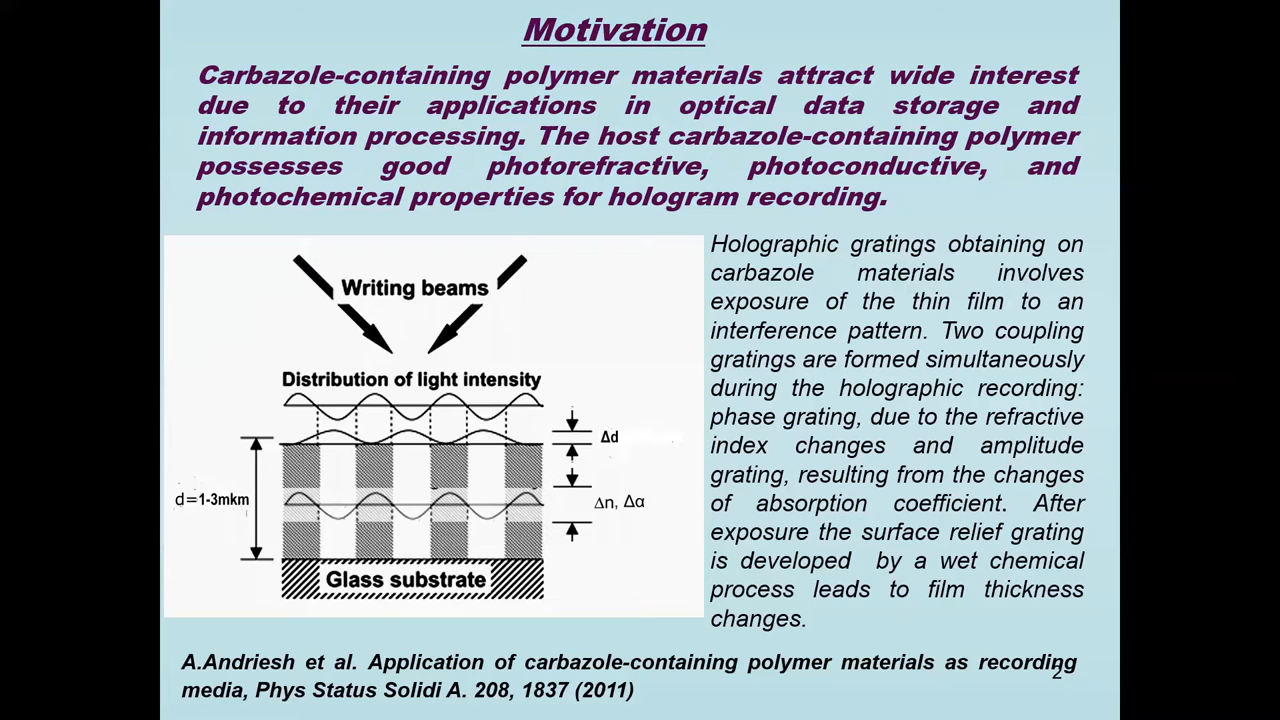 Motivation
Carbazole-containing polymer materials attract wide interest
due to their applications in optical data storage and
information processing. The host carbazole-containing polymer
possesses good photorefractive, photoconductive, and
photochemical properties for hologram recording.
Writing beams
Distribution of light intensity
Δd
d=1-3mkm
Δn, Δα
Glass substrate
Holographic gratings obtaining on
carbazole materials involves
exposure of the thin film to an
interference pattern. Two coupling
gratings are formed simultaneously
during the holographic recording:
phase grating, due to the refractive
index changes and amplitude
grating, resulting from the changes
of absorption coefficient. After
exposure the surface relief grating
is developed by a wet chemical
process leads to film thickness
changes.
A.Andriesh et al. Application of carbazole-containing polymer materials as recording
media, Phys Status Solidi A. 208, 1837 (2011)
2